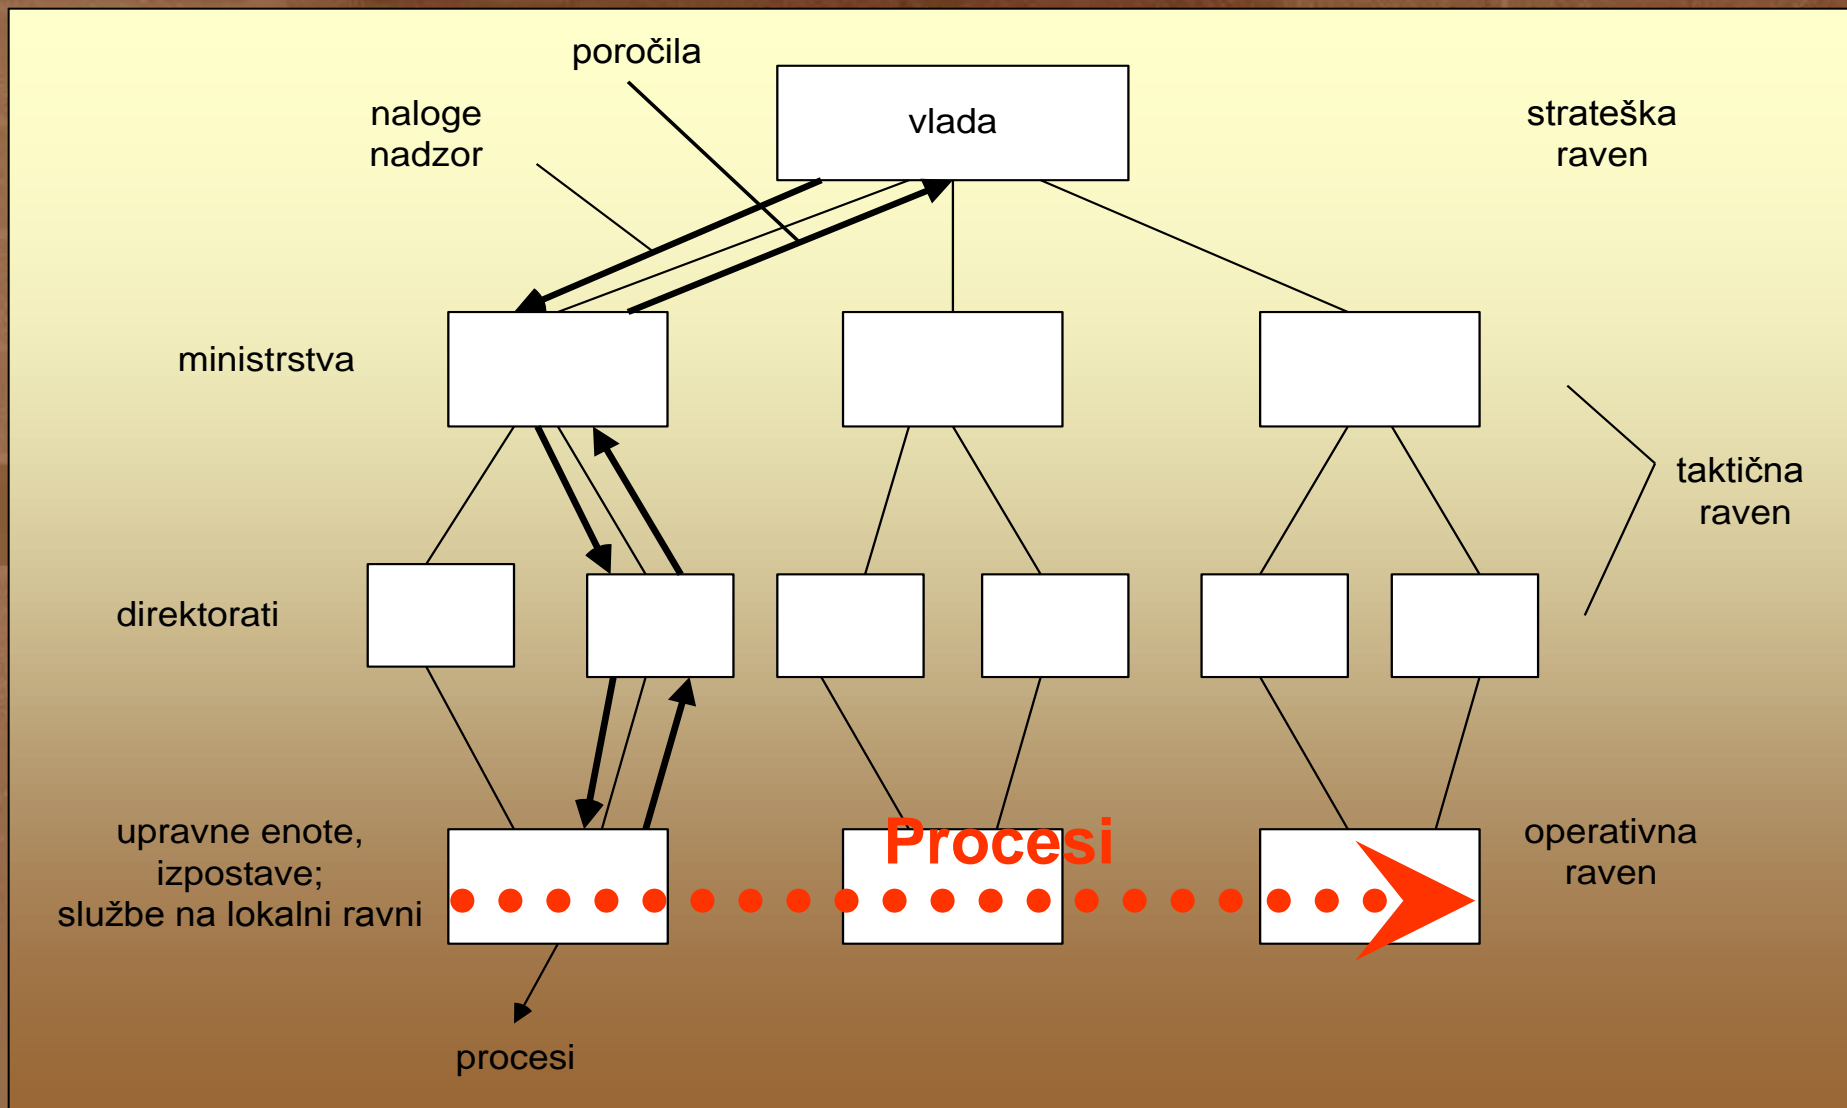 poročila
naloge
nadzor
vlada
strateška
raven
ministrstva
taktična
raven
direktorati
upravne enote,
izpostave;
službe na lokalni ravni
Procesi
operativna
raven
procesi